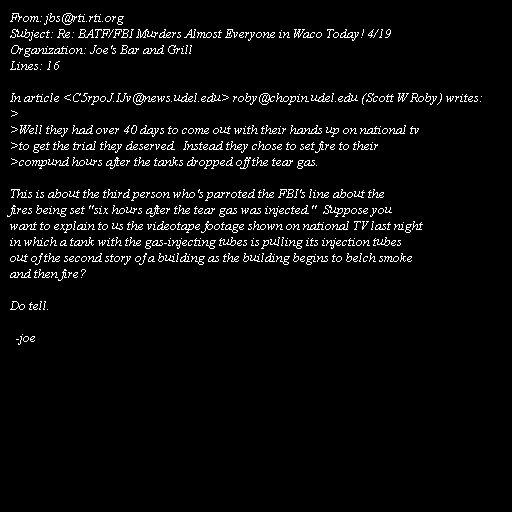 From: jbs@rti.rti.org
Subject: Re: BATF/FBI Murders Almost Everyone in Waco Today! 4/19
Organization: Joe's Bar and Grill
Lines: 16

In article <C5rpoJ.IJv@news.udel.edu> roby@chopin.udel.edu (Scott W Roby) writes:
>
>Well they had over 40 days to come out with their hands up on national tv
>to get the trial they deserved.  Instead they chose to set fire to their
>compund hours after the tanks dropped off the tear gas.

This is about the third person who's parroted the FBI's line about the
fires being set "six hours after the tear gas was injected."  Suppose you
want to explain to us the videotape footage shown on national TV last night
in which a tank with the gas-injecting tubes is pulling its injection tubes
out of the second story of a building as the building begins to belch smoke
and then fire?

Do tell.

  -joe